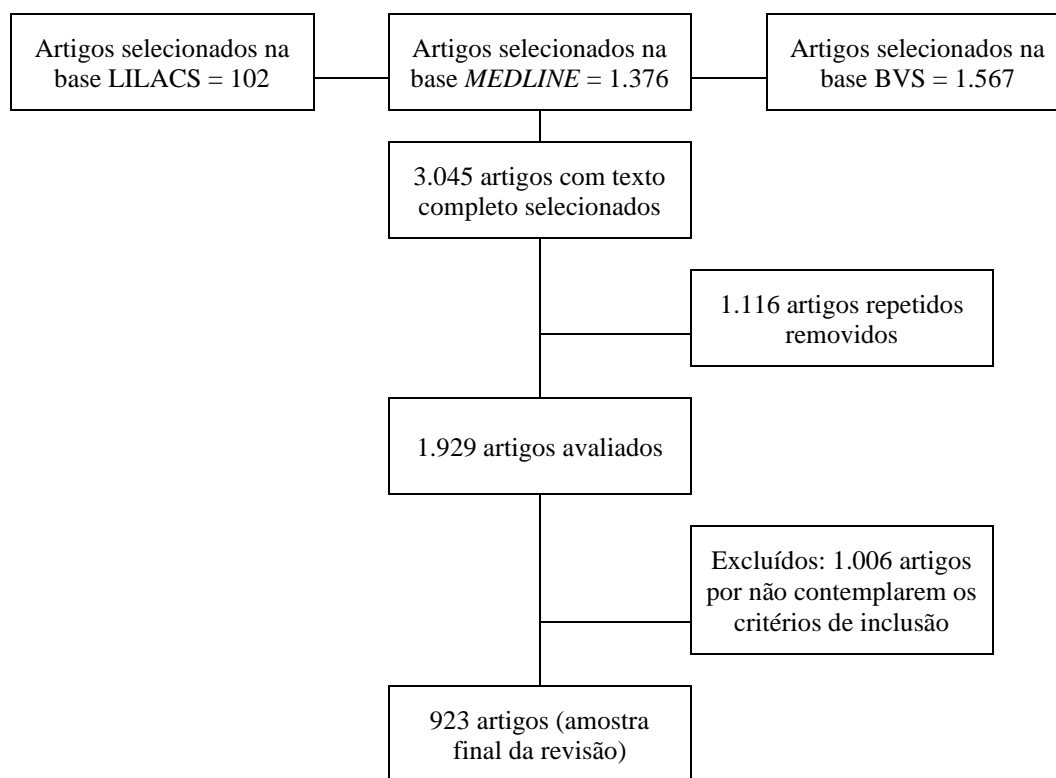 Artigos selecionados na
base LILACS = 102
Artigos selecionados na
base MEDLINE = 1.376
Artigos selecionados na
base BVS = 1.567
3.045 artigos com texto
completo selecionados
1.116 artigos repetidos
removidos
1.929 artigos avaliados
Excluídos: 1.006 artigos
por não contemplarem os
critérios de inclusão
923 artigos (amostra
final da revisão)